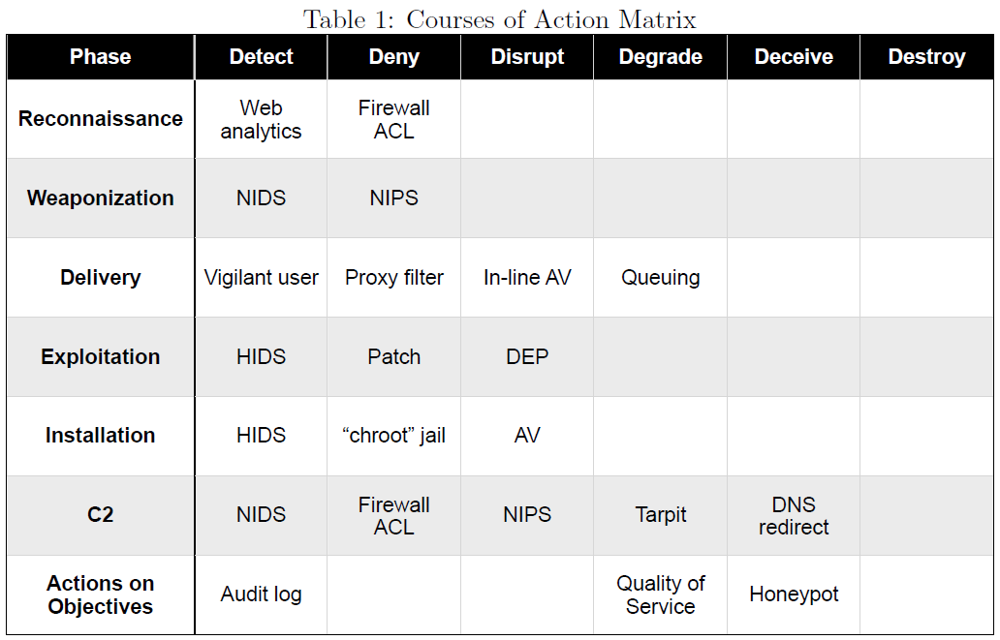 Table 1: Courses of Action Matrix
Phase Detect Deny Disrupt Degrade Deceive Destroy
Reconnaissance Web analytics Firewall ACL
Weaponization NIDS NIPS
Delivery Vigilant user Proxy filter In-line AV Queuing
Exploitation HIDS Patch DEP
Installation HIDS “chroot” jail AV
C2 NIDS Firewall ACL NIPS Tarpit DNS redirect
Actions on Objectives Audit log Quality of Service Honeypot